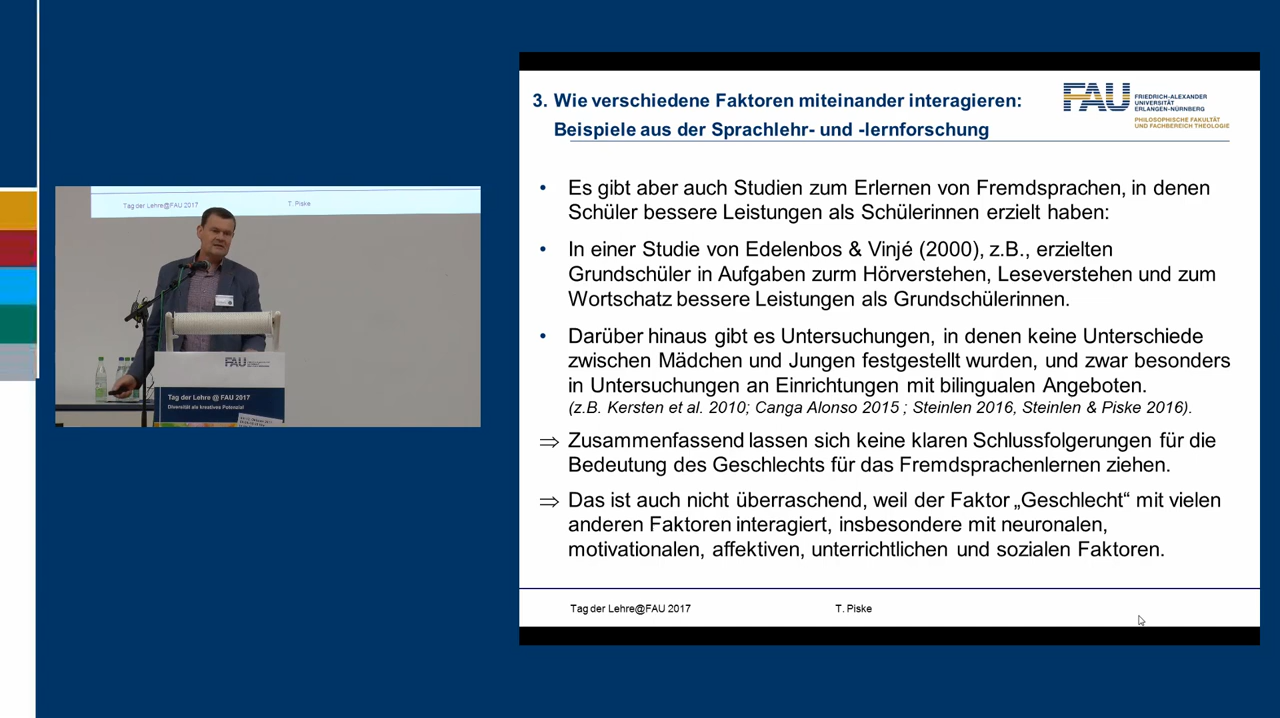 3. Wie verschiedene Faktoren miteinander interagieren:
Beispiele aus der Sprachlehr- und -lernforschung
FAU
FRIEDRICH-ALEXANDER
UNIVERSITÄT
ERLANGEN-NÜRNBERG
PHILOSOPHISCHE FAKULTÄT
UND FACHBEREICH THEOLOGIE
• Es gibt aber auch Studien zum Erlernen von Fremdsprachen, in denen
Schüler bessere Leistungen als Schülerinnen erzielt haben:
• In einer Studie von Edelenbos & Vinjé (2000), z.B., erzielten
Grundschüler in Aufgaben zurm Hörverstehen, Leseverstehen und zum
Wortschatz bessere Leistungen als Grundschülerinnen.
• Darüber hinaus gibt es Untersuchungen, in denen keine Unterschiede
zwischen Mädchen und Jungen festgestellt wurden, und zwar besonders
in Untersuchungen an Einrichtungen mit bilingualen Angeboten.
(z.B. Kersten et al. 2010; Canga Alonso 2015 ; Steinlen 2016, Steinlen & Piske 2016).
⇒ Zusammenfassend lassen sich keine klaren Schlussfolgerungen für die
Bedeutung des Geschlechts für das Fremdsprachenlernen ziehen.
⇒ Das ist auch nicht überraschend, weil der Faktor „Geschlecht“ mit vielen
anderen Faktoren interagiert, insbesondere mit neuronalen,
motivationalen, affektiven, unterrichtlichen und sozialen Faktoren.
Tag der Lehre@FAU 2017 T. Piske
Tag der Lehre@FAU 2017 T. Piske
FAU
Tag der Lehre @ FAU 2017
Diversität als kreatives Potenzial